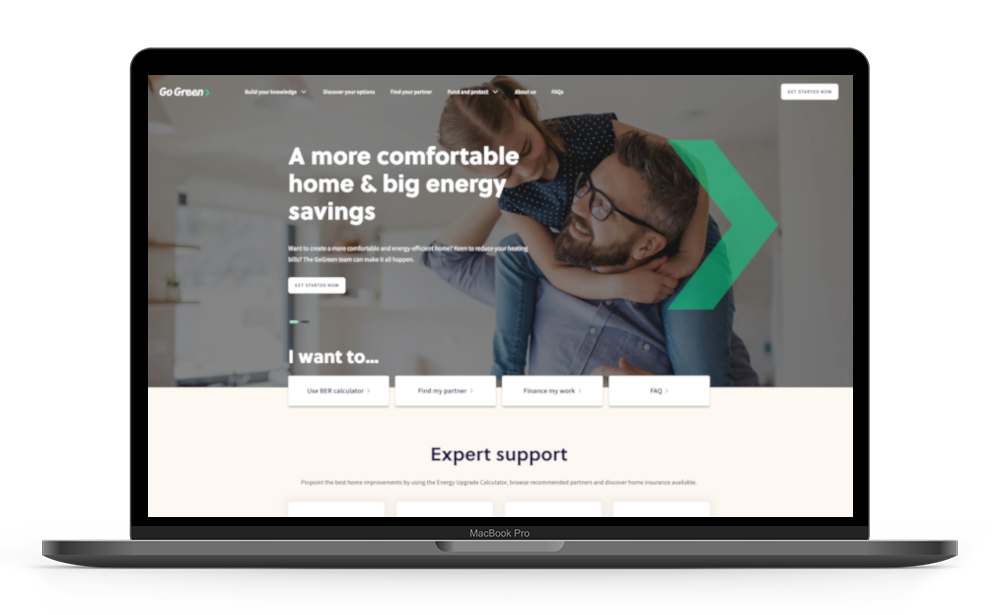 Go Green
Build your knowledge
Discover your options
Find your partner
Fund and protect
About us
FAQs
GET STARTED NOW
A more comfortable
home & big energy
savings
Want to create a more comfortable and energy-efficient home? Keen to reduce your heating
bills? The GoGreen team can make it all happen.
GET STARTED NOW
I want to...
Use BER calculator
Find my partner
Finance my work
FAQ
Expert support
Pinpoint the best home improvements by using the Energy Upgrade Calculator, browse recommended partners and discover home insurance available.
MacBook Pro